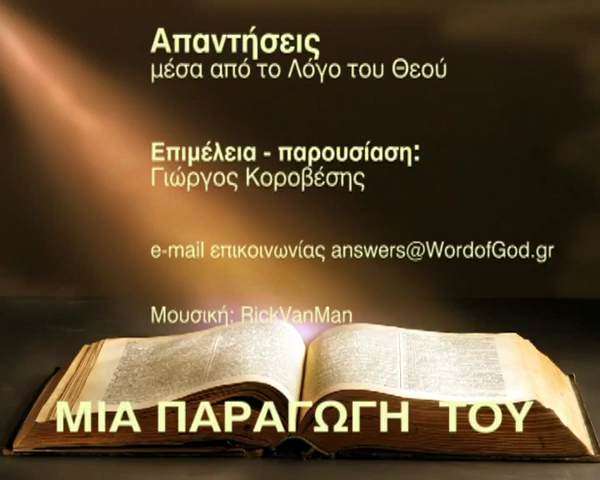 Απαντήσεις
μέσα από το Λόγο του Θεού
Επιμέλεια - παρουσίαση:
Γιώργος Κοροβέσης
e-mail επικοινωνίας answers@WordofGod.gr
Μουσική: RickVanMan
ΜΙΑ ΠΑΡΑΓΩΓΗ ΤΟΥ